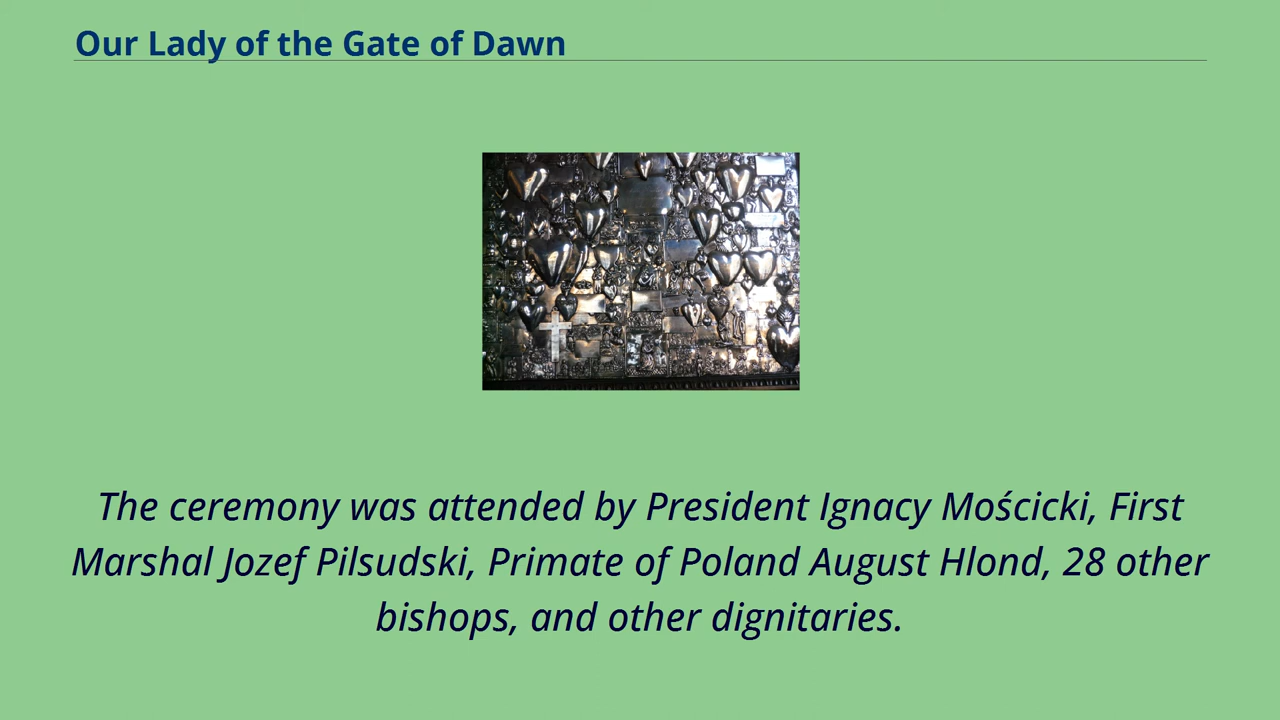 Our Lady of the Gate of Dawn
The ceremony was attended by President Ignacy Mościcki, First
Marshal Jozef Pilsudski, Primate of Poland August Hlond, 28 other
bishops, and other dignitaries.